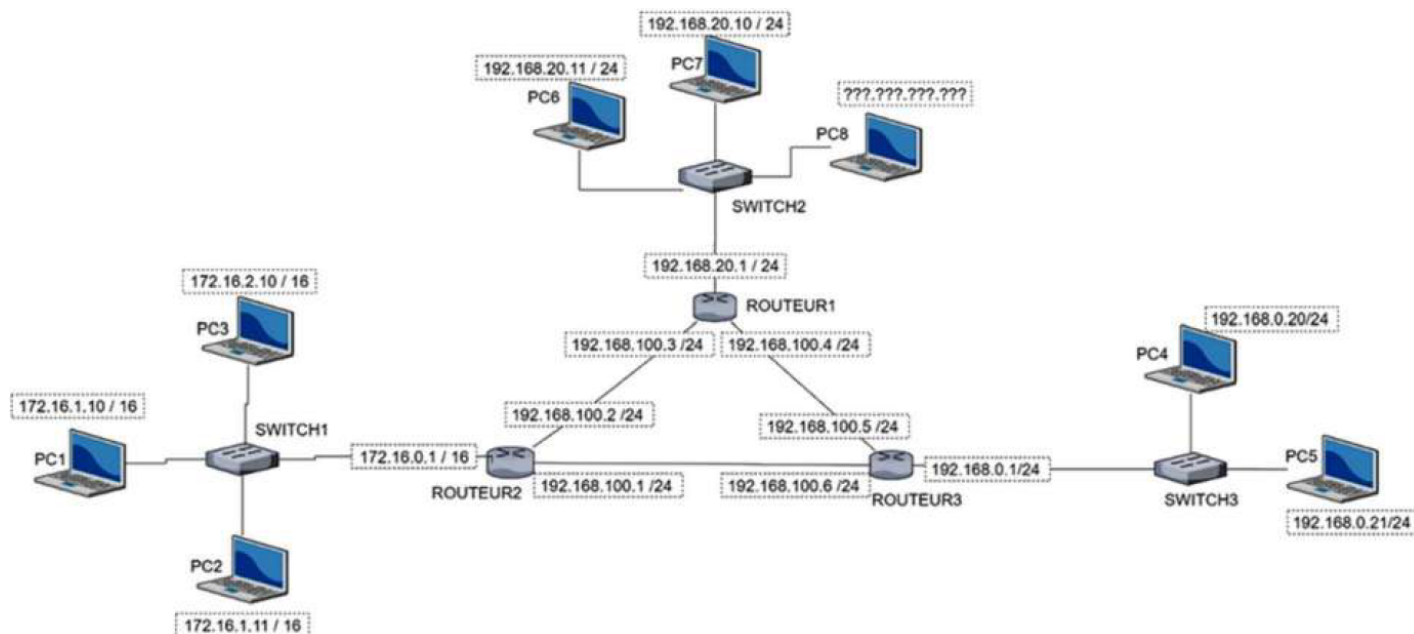 192.168.20.10 / 24
PC7
192.168.20.11 / 24
PC6
???.???.???.???
PC8
SWITCH2
192.168.20.1 / 24
ROUTEUR1
172.16.2.10 / 16
PC3
192.168.100.3 /24
192.168.100.4 /24
192.168.0.20/24
PC4
172.16.1.10 / 16
PC1
SWITCH1
192.168.100.2 /24
192.168.100.5 /24
172.16.0.1 / 16
ROUTEUR2
192.168.100.1 /24
192.168.100.6 /24
ROUTEUR3
192.168.0.1/24
SWITCH3
PC5
192.168.0.21/24
PC2
172.16.1.11 / 16